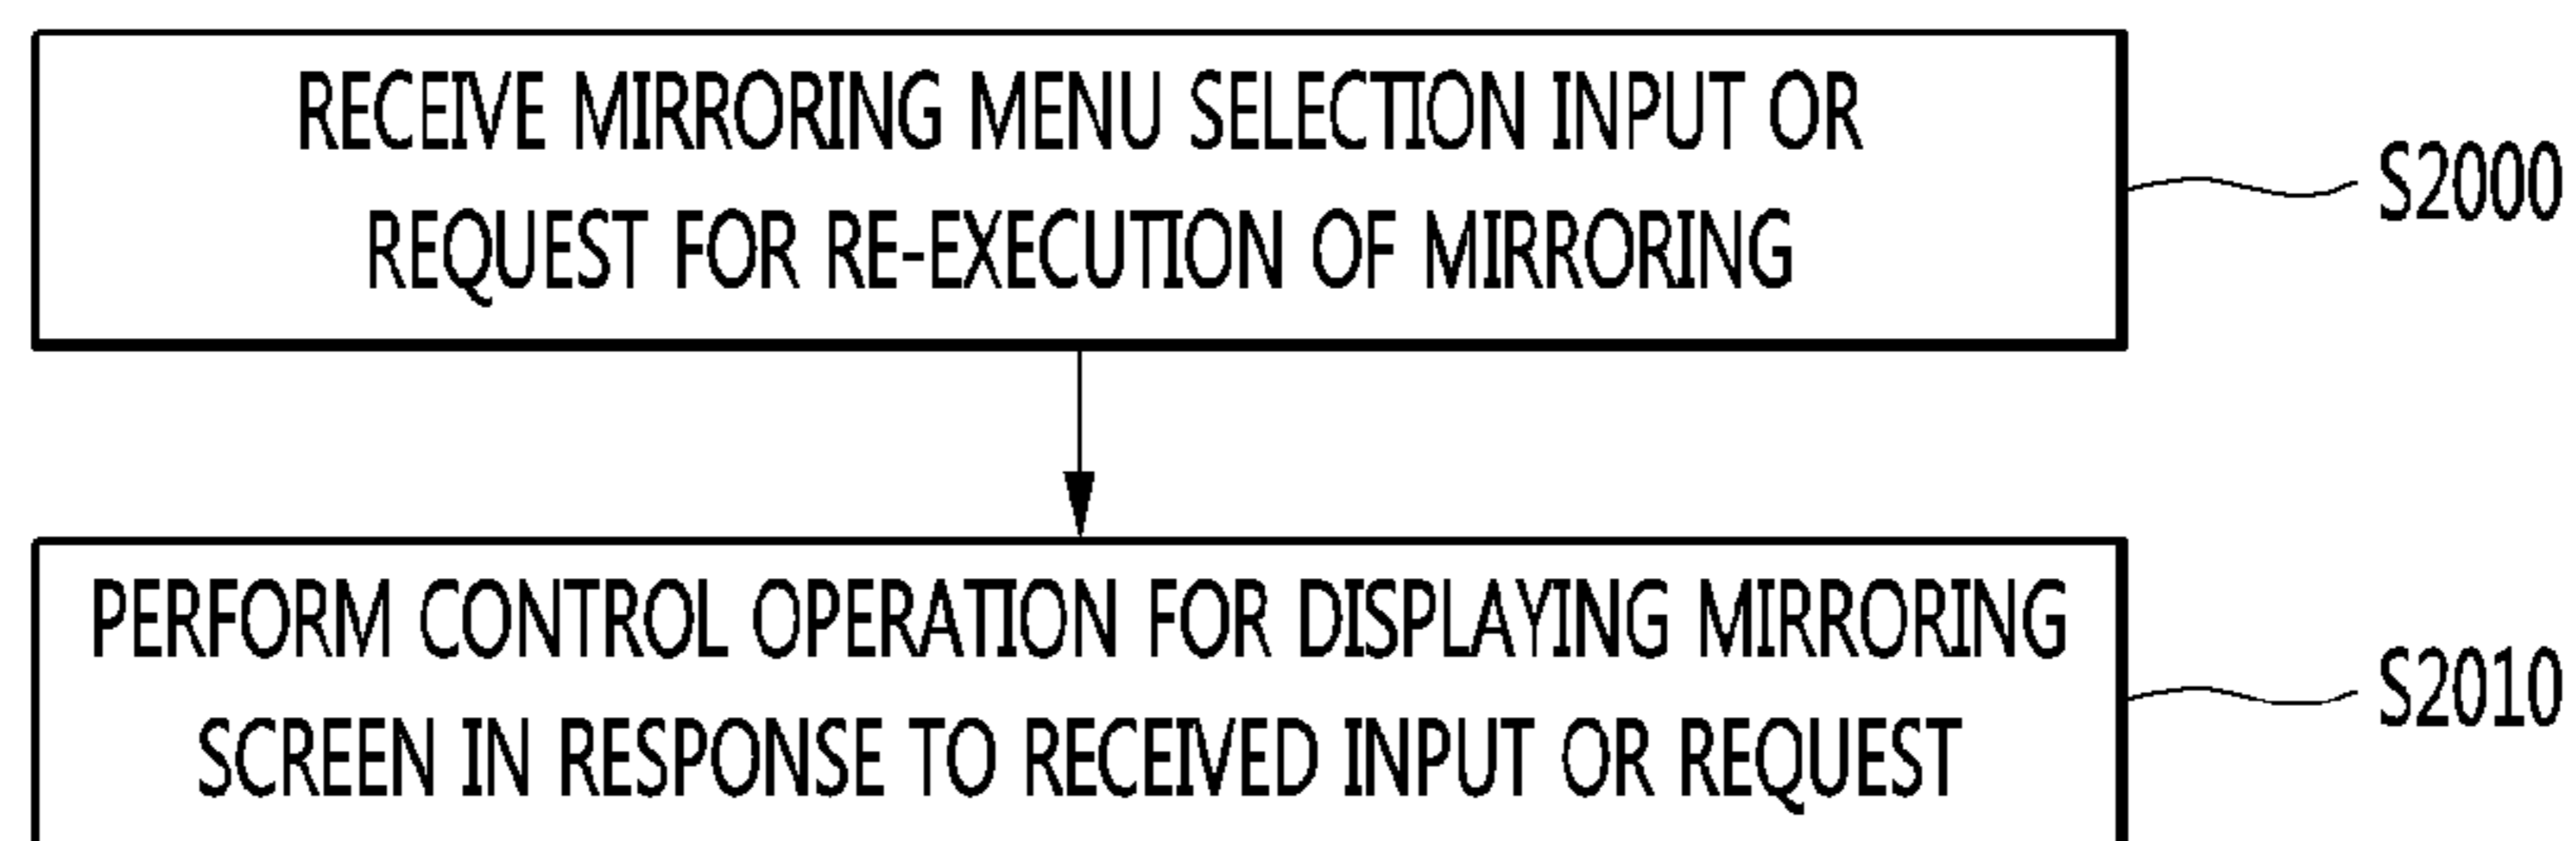 RECEIVE MIRRORING MENU SELECTION INPUT OR
REQUEST FOR RE-EXECUTION OF MIRRORING
S2000
PERFORM CONTROL OPERATION FOR DISPLAYING MIRRORING
SCREEN IN RESPONSE TO RECEIVED INPUT OR REQUEST
S2010